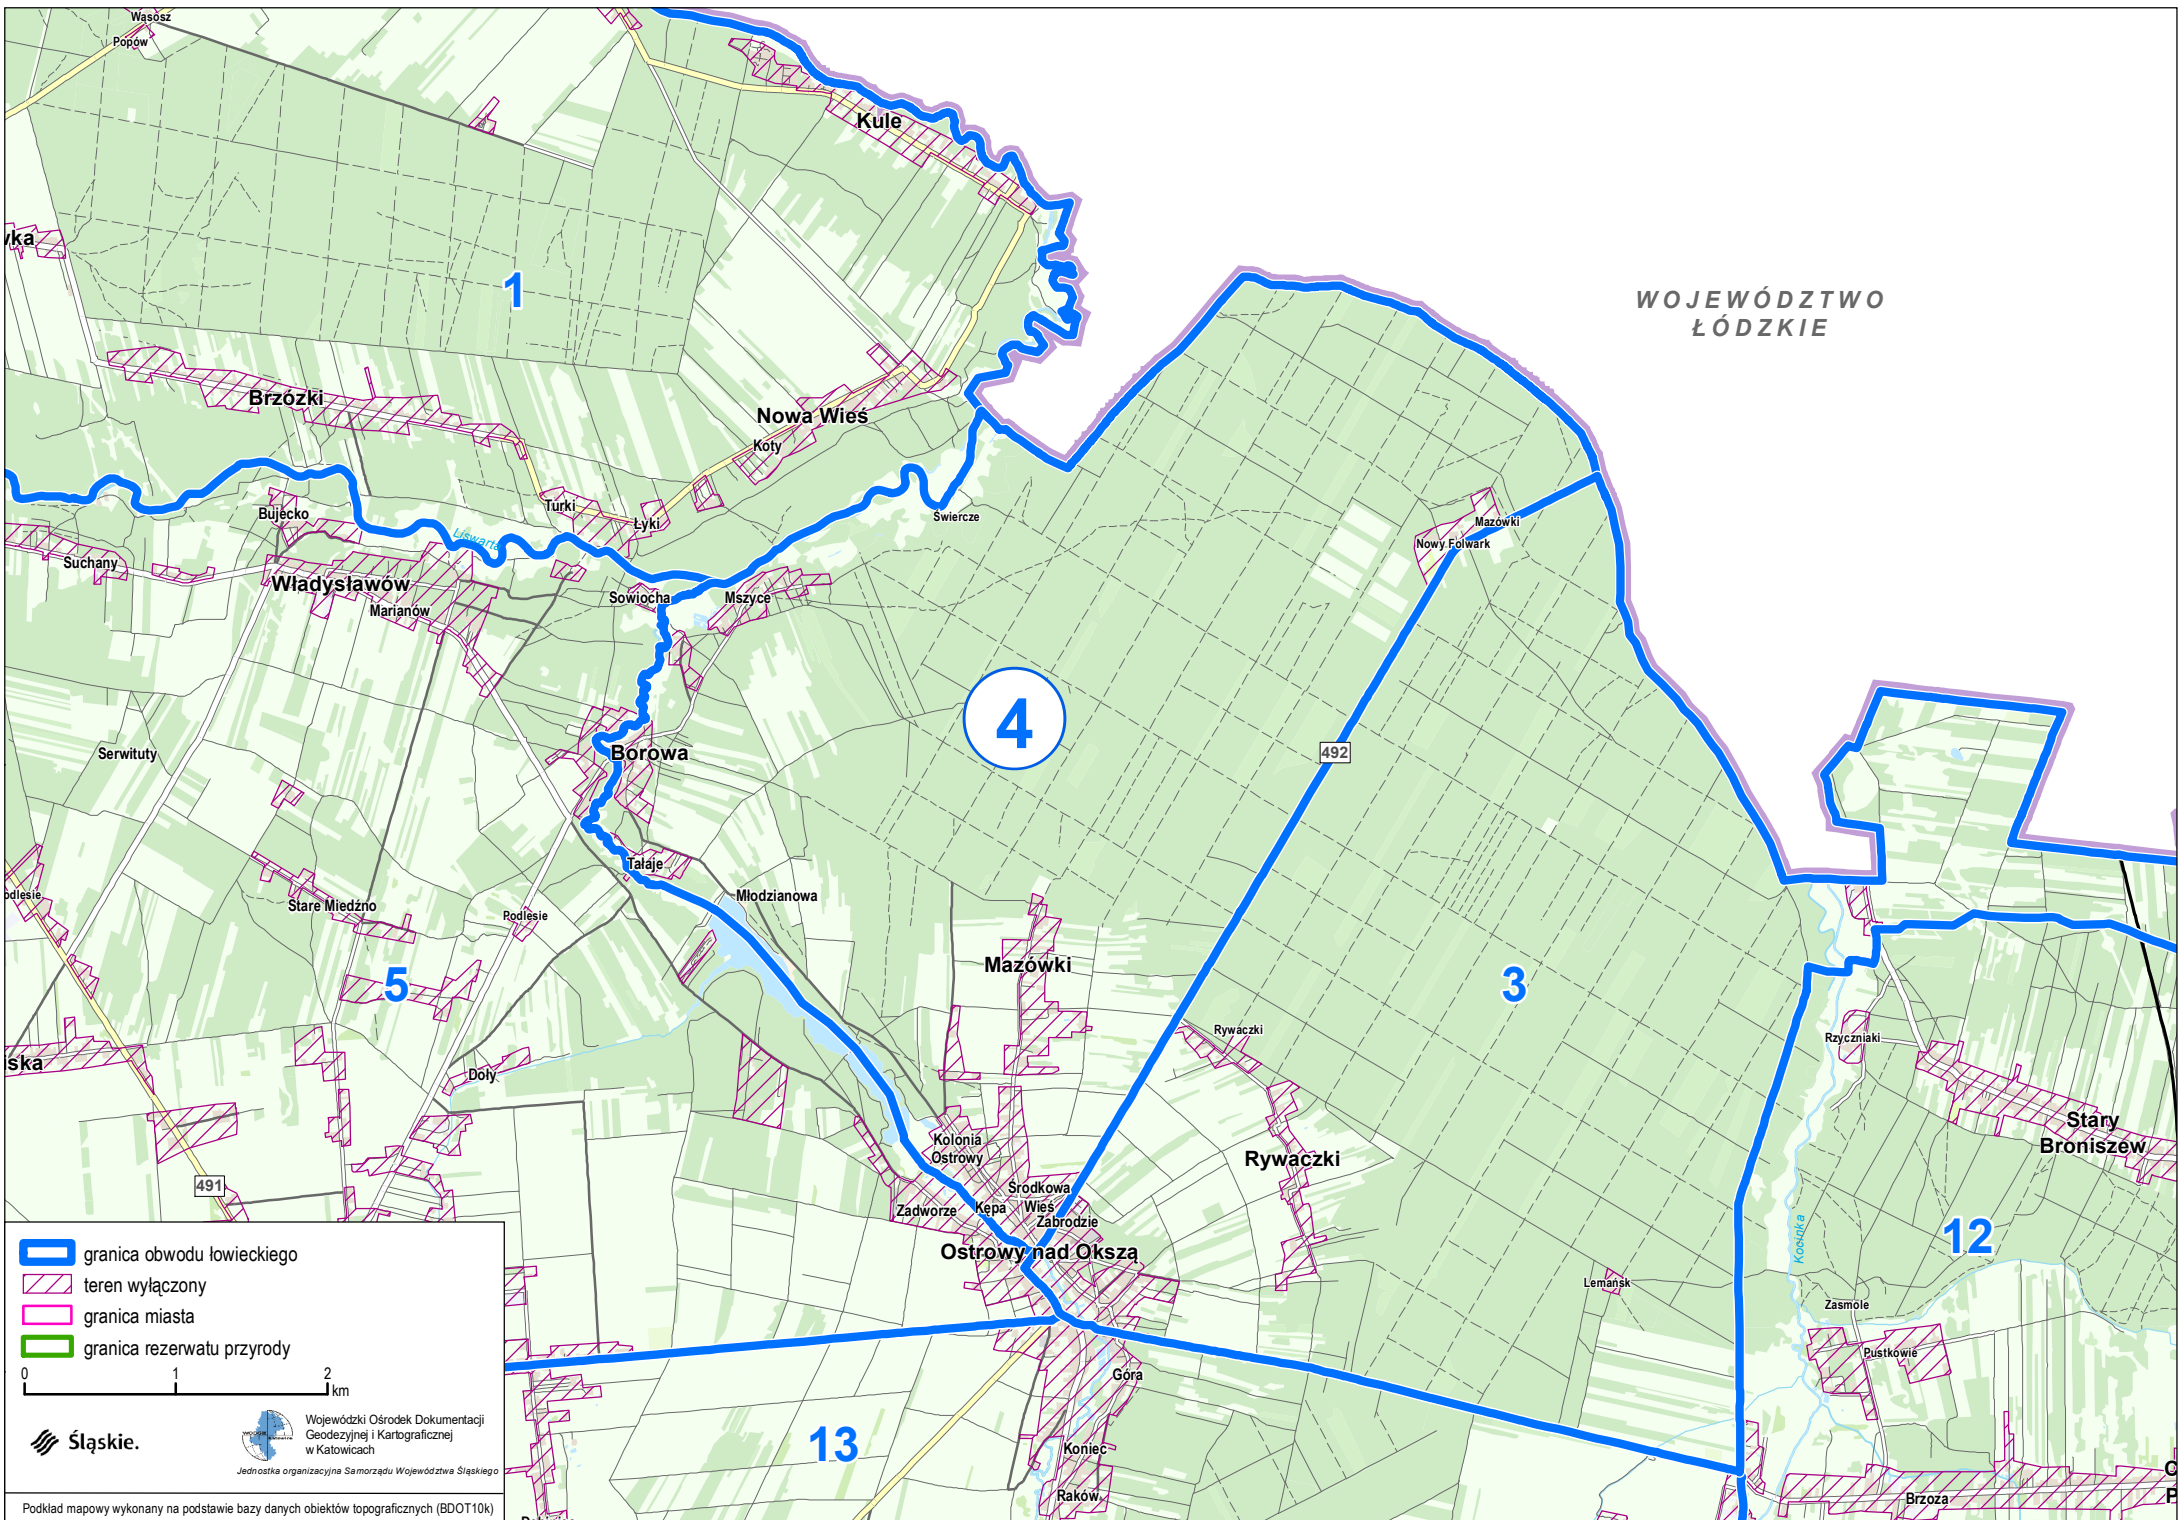 Wąsosz
Popów
Kule
WOJEWÓDZTWO
ŁÓDZKIE
1
Brzózki
Nowa Wieś
Koty
Turki
Łyki
Bujecko
Liswarta
Suchany
Władysławów
Marianów
Sowiocha
Mszyce
Świercze
Mazówki
Nowy Folwark
4
492
Serwituty
Borowa
Tałaje
Młodzianowa
Stare Miedźno
Podlesie
5
Mazówki
3
Rywaczki
Rzyczniaki
Doły
Stary
Broniszew
Kolonia
Ostrowy
Rywaczki
491
Środkowa
Wieś
Zadworze
Kępa
Zabrodzie
Ostrowy nad Okszą
Kocinka
12
Lemańsk
Zasmole
Pustkowie
Góra
13
Koniec
Raków
Brzoza
granica obwodu łowieckiego
teren wyłączony
granica miasta
granica rezerwatu przyrody
0 1 2
km
Śląskie.
Wojewódzki Ośrodek Dokumentacji
Geodezyjnej i Kartograficznej
w Katowicach
Jednostka organizacyjna Samorządu Województwa Śląskiego
Podkład mapowy wykonany na podstawie bazy danych obiektów topograficznych (BDOT10k)